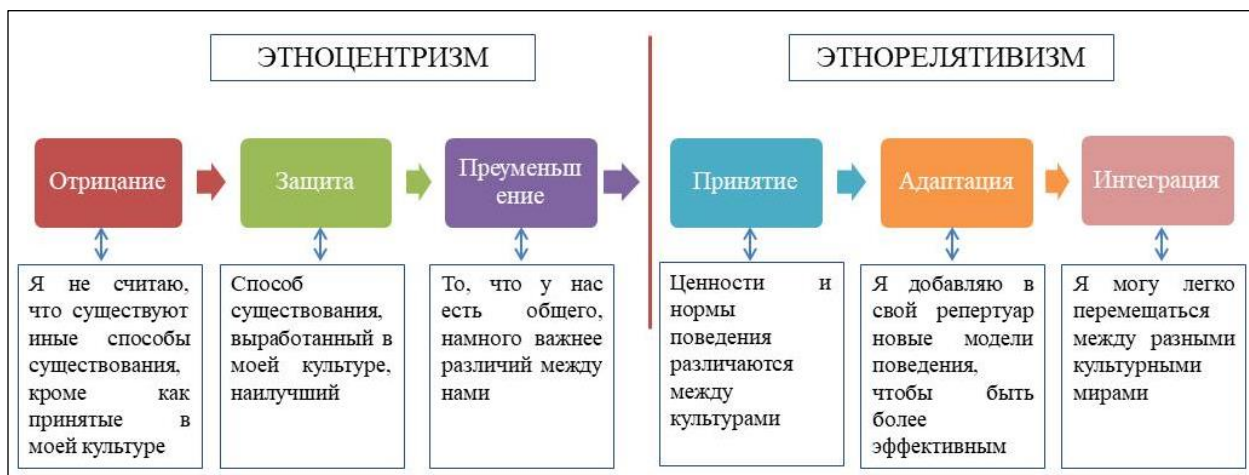 ЭТНОЦЕНТРИЗМ
ЭТНОРЕЛЯТИВИЗМ
Отрицание
Защита
Преуменьш
ение
Принятие
Адаптация
Интеграция
Я не считаю,
что существуют
иные способы
существования,
кроме как
принятые в
моей культуре
Способ
существования,
выработанный в
моей культуре,
наилучший
То, что у нас
есть общего,
намного важнее
различий между
нами
Ценности и
нормы
поведения
различаются
между
культурами
Я добавляю в
свой репертуар
новые модели
поведения,
чтобы быть
более
эффективным
Я могу легко
перемещаться
между разными
культурными
мирами